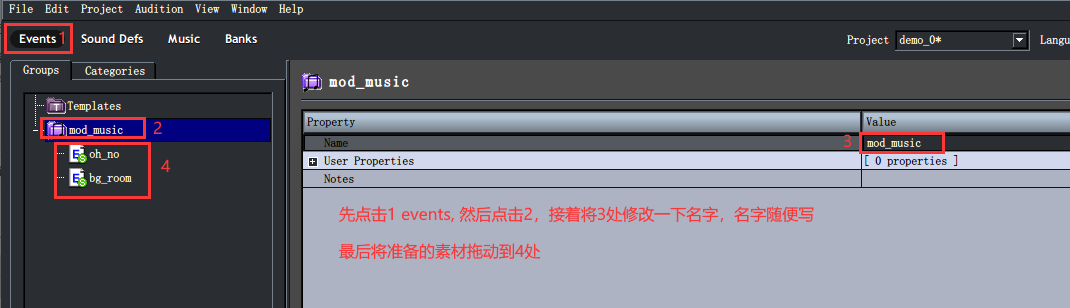 File Edit Project Audition View Window Help
Events 1 Sound Defs Music Banks
Project demo_0* Langu
Groups Categories
mod_music
Templates
mod_music 2
oh_no
bg_room
4
Property Value
Name 3 mod_music
User Properties [ 0 properties ]
Notes
先点击1 events, 然后点击2，接着将3处修改一下名字，名字随便写
最后将准备的素材拖动到4处